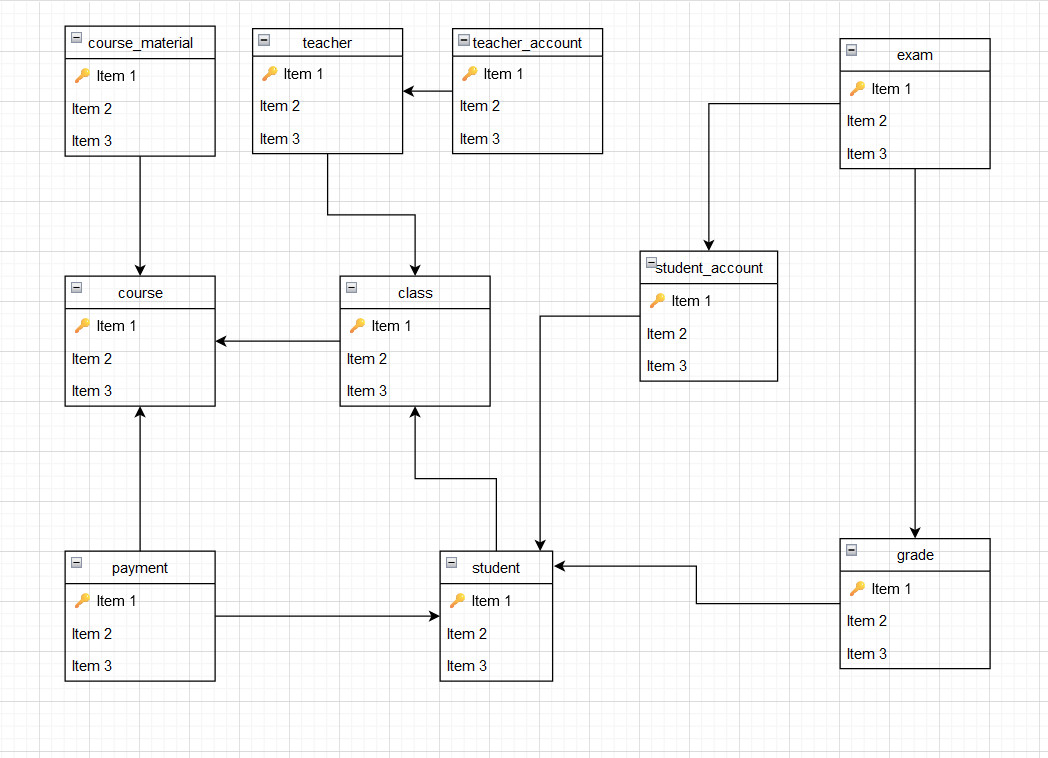 course_material
Item 1
Item 2
Item 3
teacher
Item 1
Item 2
Item 3
teacher_account
Item 1
Item 2
Item 3
exam
Item 1
Item 2
Item 3
student_account
Item 1
Item 2
Item 3
course
Item 1
Item 2
Item 3
class
Item 1
Item 2
Item 3
payment
Item 1
Item 2
Item 3
student
Item 1
Item 2
Item 3
grade
Item 1
Item 2
Item 3